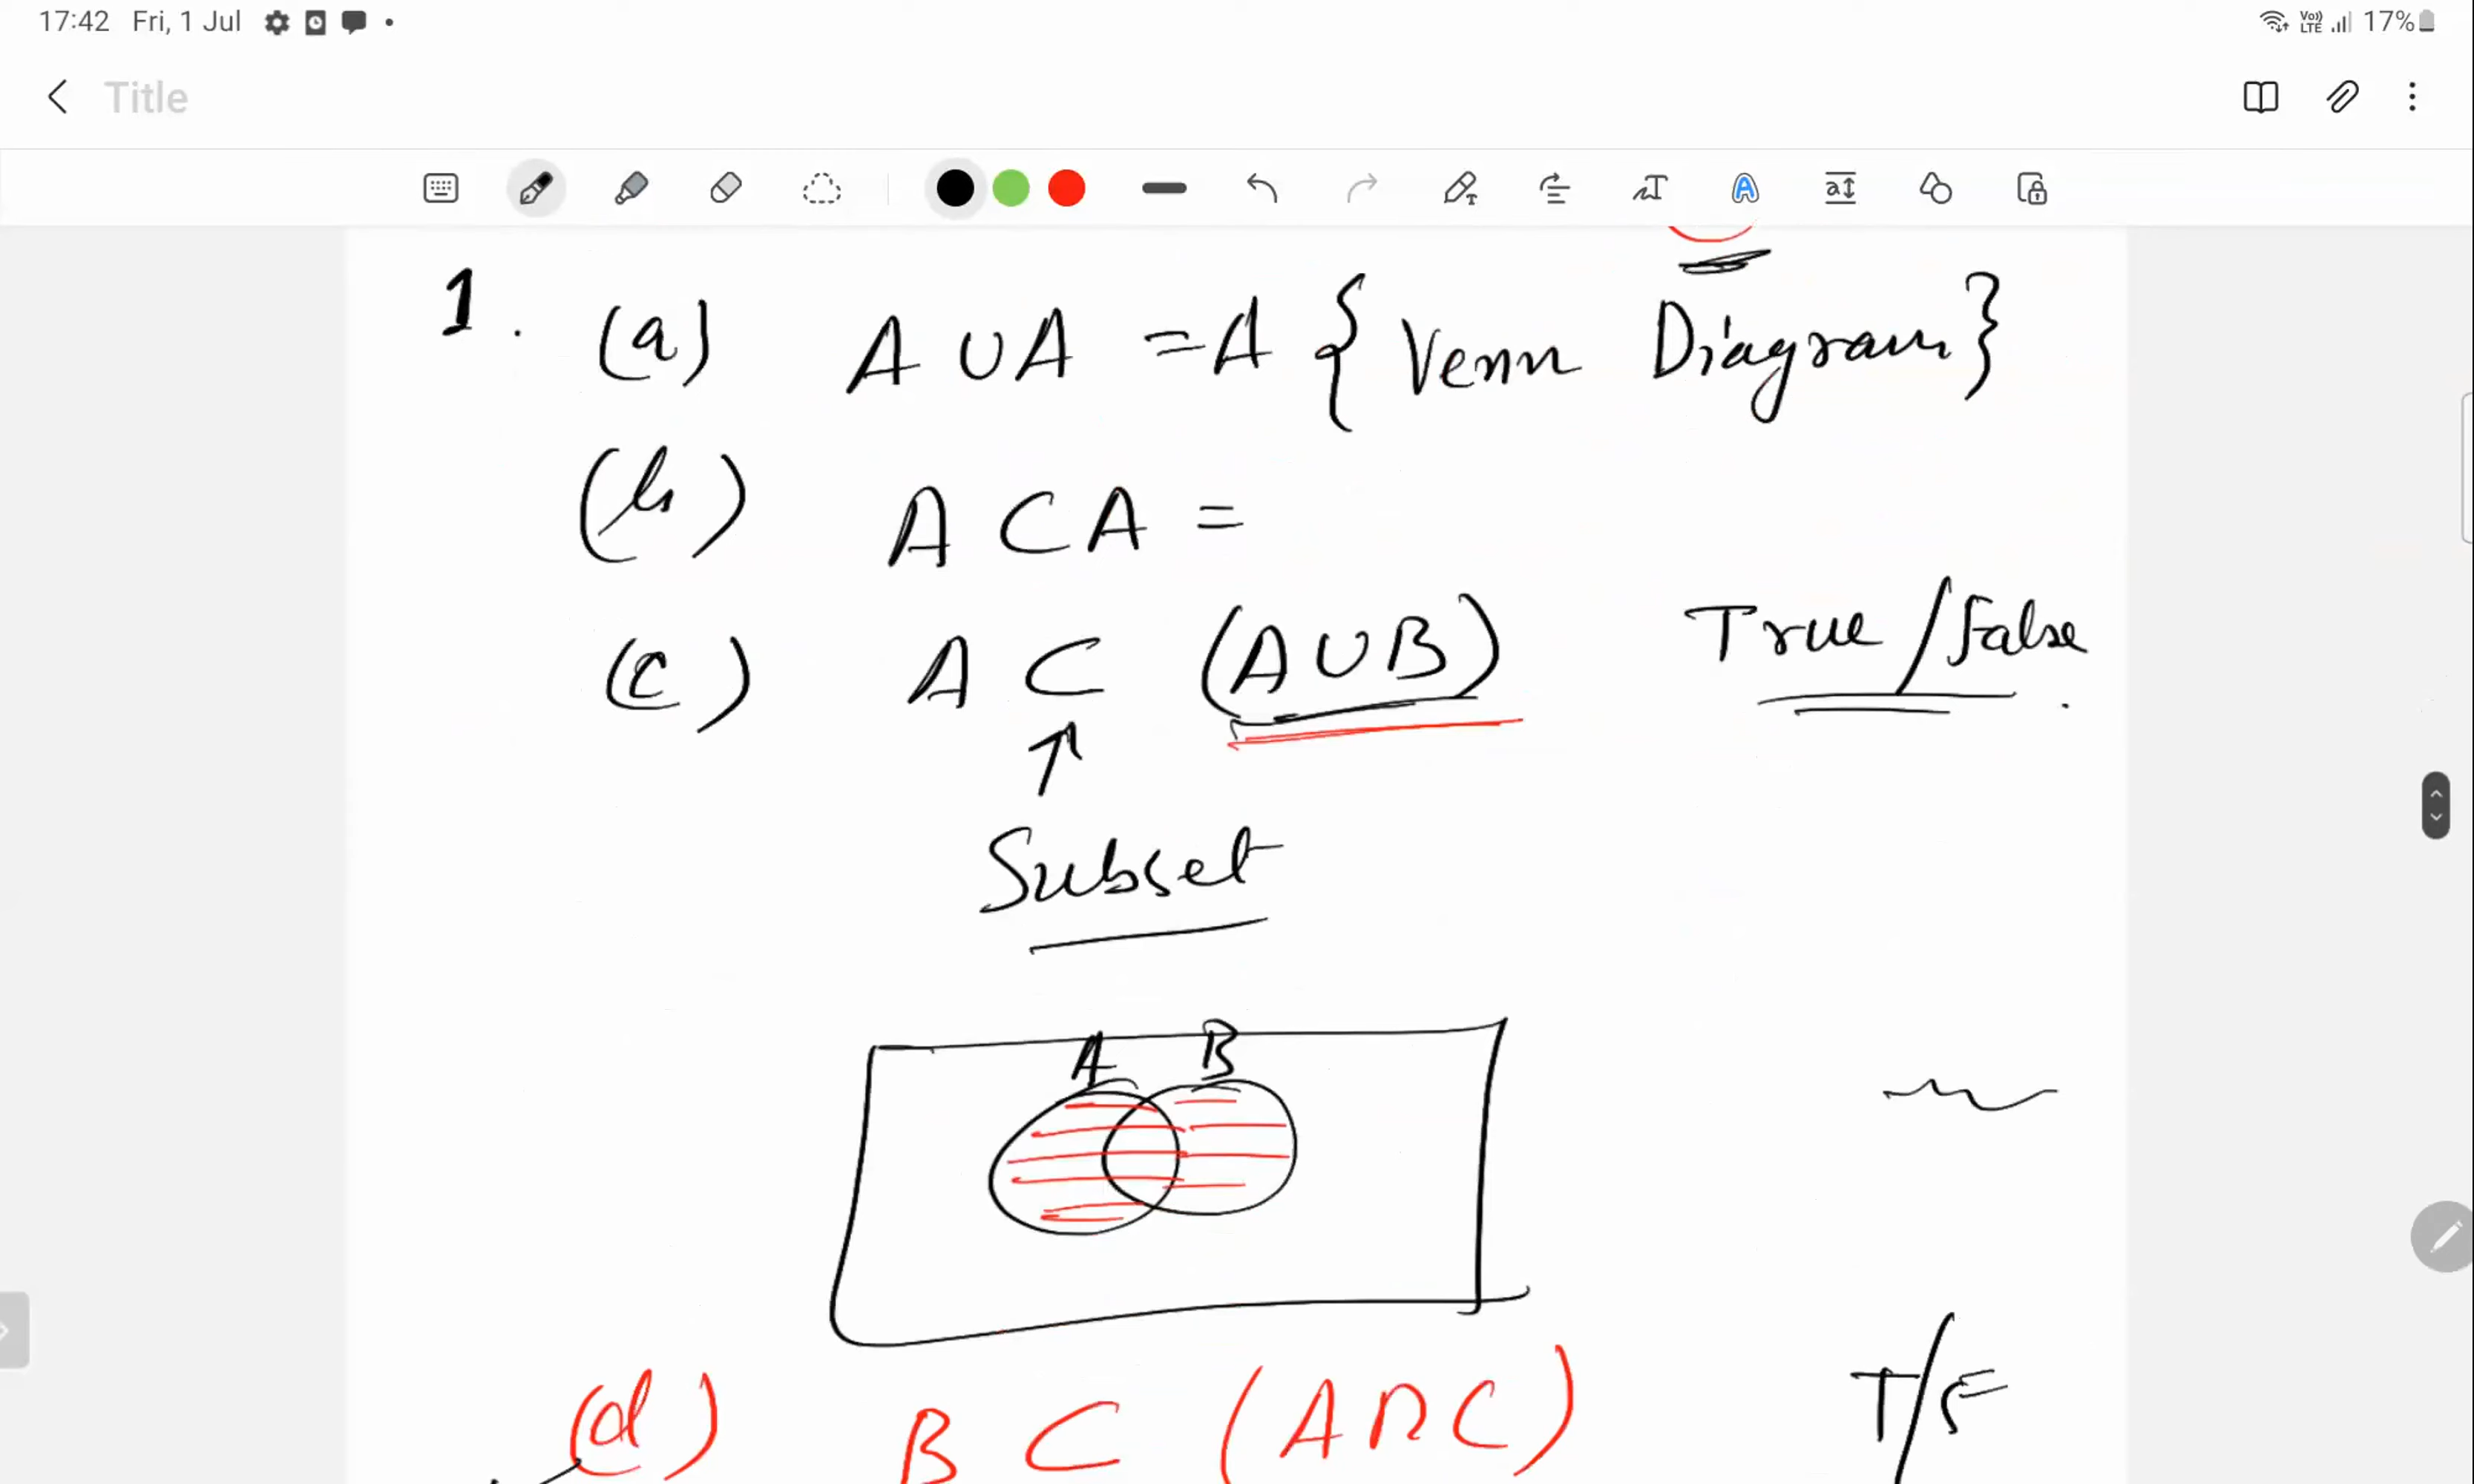 17:42 Fri, 1 Jul 17%
Title
1. (a) A ∪ A = A { Venn Diagram }
(b) A ⊂ A =
(c) A ⊂ (A ∪ B) True / False.
↑
Subset
A B
(d) B ⊂ (A ∩ C) T/F